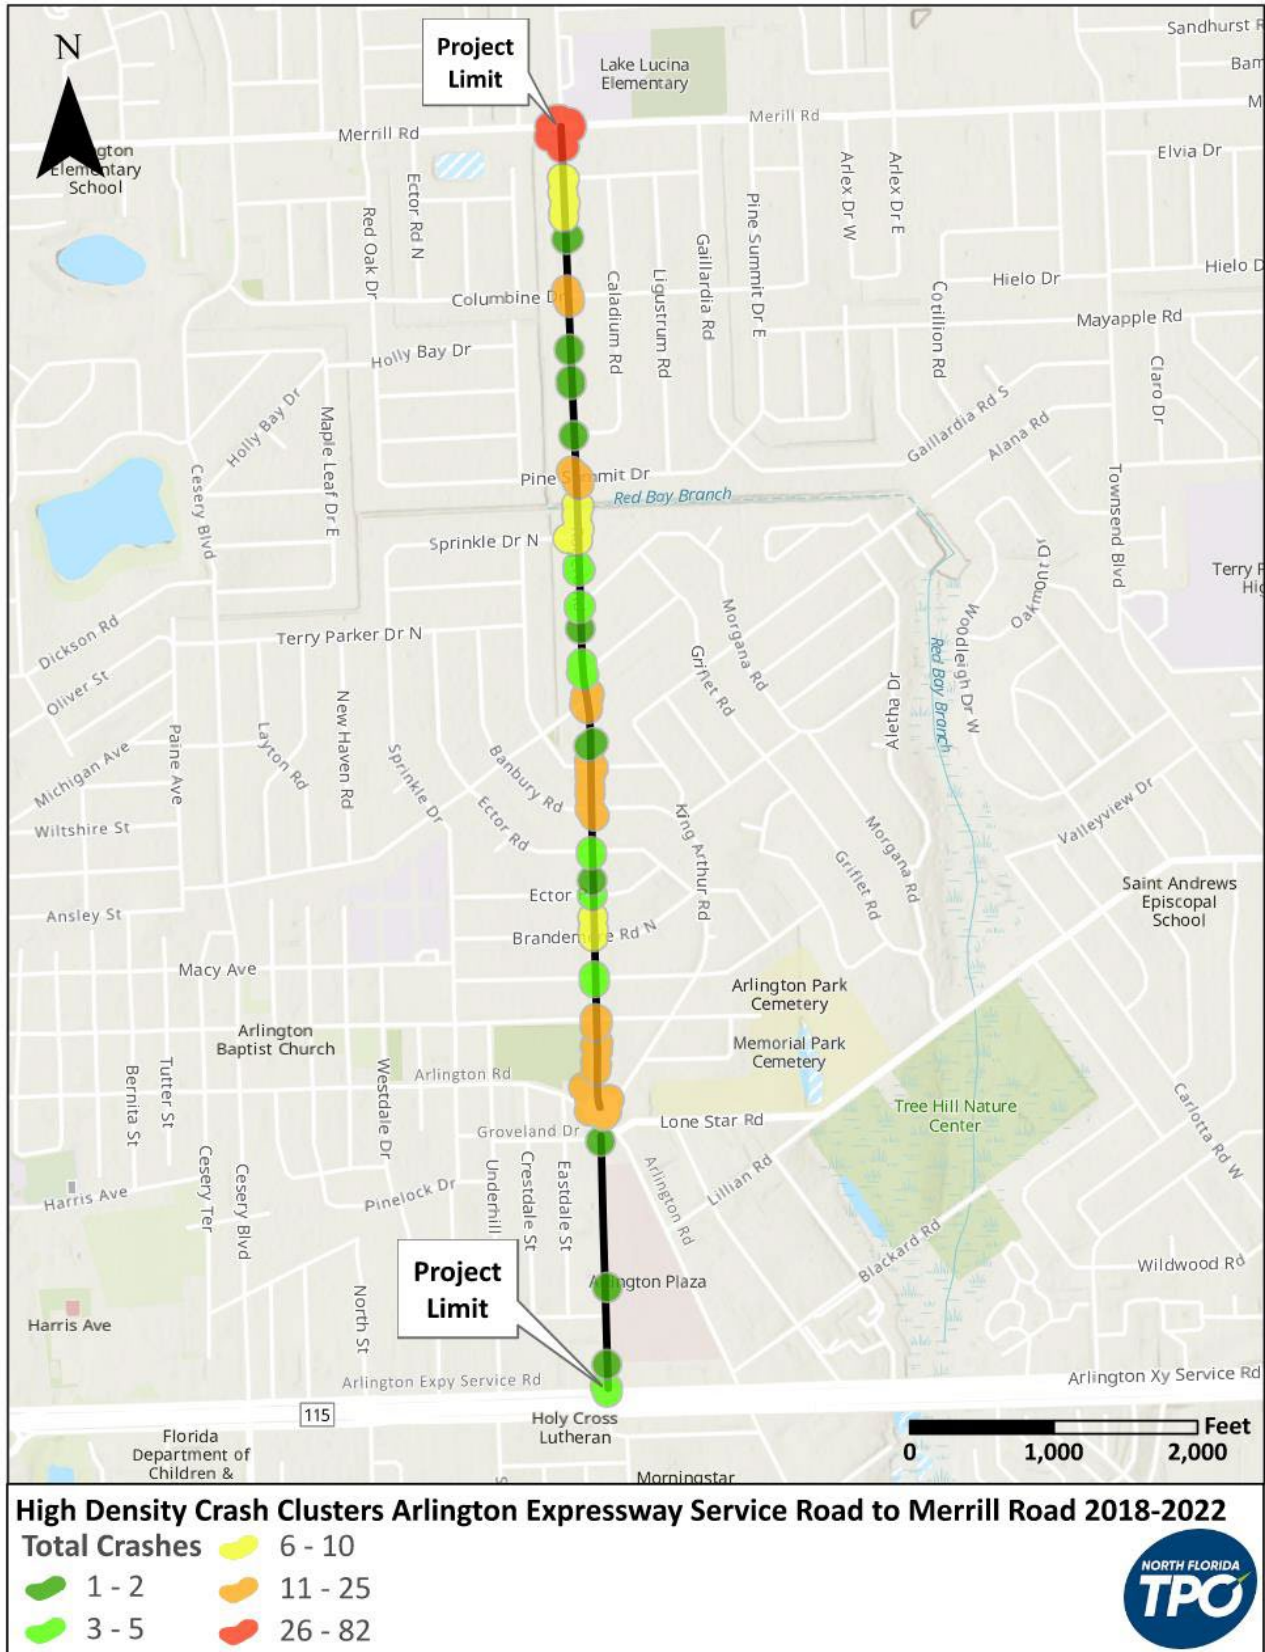 N
Project
Limit
Lake Lucina
Elementary
Sandhurst R
Bam
M
Merrill Rd
Merill Rd
ngton
Elementary
School
Elvia Dr
Red Oak Dr
Ector Rd N
Arlex Dr W
Arlex Dr E
Pine Summit Dr E
Gaillardia Rd
Ligustrum Rd
Caladium Rd
Columbine D
Hielo Dr
Hielo D
Cotillion Rd
Mayapple Rd
Holly Bay Dr
Holly Bay Dr
Maple Leaf Dr E
Claro Dr
Gaillardia Rd S
Alana Rd
Cesery Blvd
Pine S mmit Dr
Red Bay Branch
Townsend Blvd
Sprinkle Dr N
Oakmont Dr
Terry P
Hig
Dickson Rd
Terry Parker Dr N
Morgana Rd
Griflet Rd
Woodleigh Dr W
Red Bay Branch
Aletha Dr
Oliver St
New Haven Rd
Layton Rd
Paine Ave
Michigan Ave
Sprinkle Dr
Banbury Rd
Ector Rd
King Arthur Rd
Morgana Rd
Griflet Rd
Valleyview Dr
Wiltshire St
Saint Andrews
Episcopal
School
Ector
Ansley St
Brandeme e Rd N
Macy Ave
Arlington Park
Cemetery
Arlington
Baptist Church
Memorial Park
Cemetery
Bernita St
Tutter St
Westdale Dr
Arlington Rd
Tree Hill Nature
Center
Carlotta Rd W
Lone Star Rd
Groveland Dr
Cesery Ter
Cesery Blvd
Underhill
Crestdale St
Eastdale St
Arlington Rd
Lillian Rd
Harris Ave
Pinelock Dr
Blackard Rd
Wildwood Rd
Project
Limit
A ington Plaza
North St
Harris Ave
Arlington Expy Service Rd
Arlington Xy Service Rd
115
Holy Cross
Lutheran
Florida
Department of
Children &
Morningstar
Feet
0 1,000 2,000
High Density Crash Clusters Arlington Expressway Service Road to Merrill Road 2018-2022
Total Crashes
1 - 2
3 - 5
6 - 10
11 - 25
26 - 82
NORTH FLORIDA
TPO